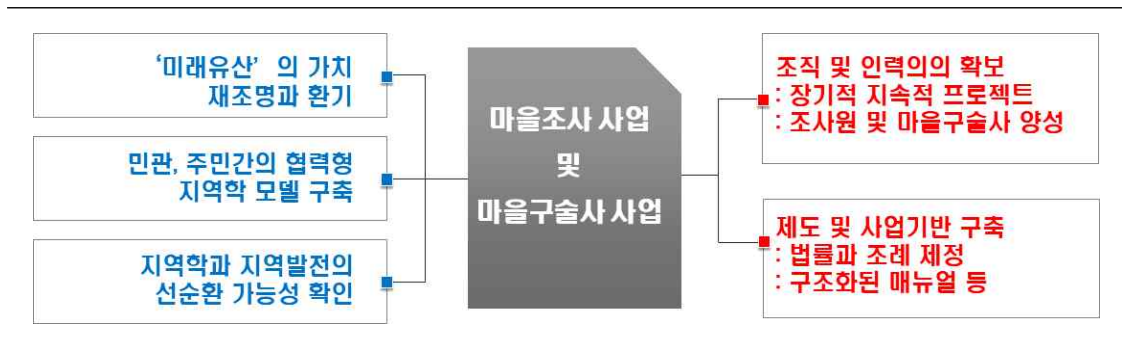 ‘미래유산’ 의 가치
재조명과 환기
민관, 주민간의 협력형
지역학 모델 구축
지역학과 지역발전의
선순환 가능성 확인
마을조사 사업
및
마을구술사 사업
조직 및 인력의의 확보
: 장기적 지속적 프로젝트
: 조사원 및 마을구술사 양성
제도 및 사업기반 구축
: 법률과 조례 제정
: 구조화된 매뉴얼 등